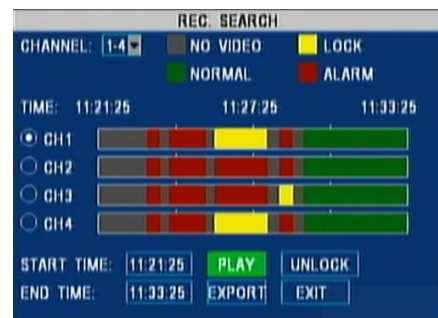 REC. SEARCH
CHANNEL: 1-4 NO VIDEO LOCK
NORMAL ALARM
TIME: 11:21:25 11:27:25 11:33:25
CH1
CH2
CH3
CH4
START TIME: 11:21:25 PLAY UNLOCK
END TIME: 11:33:25 EXPORT EXIT